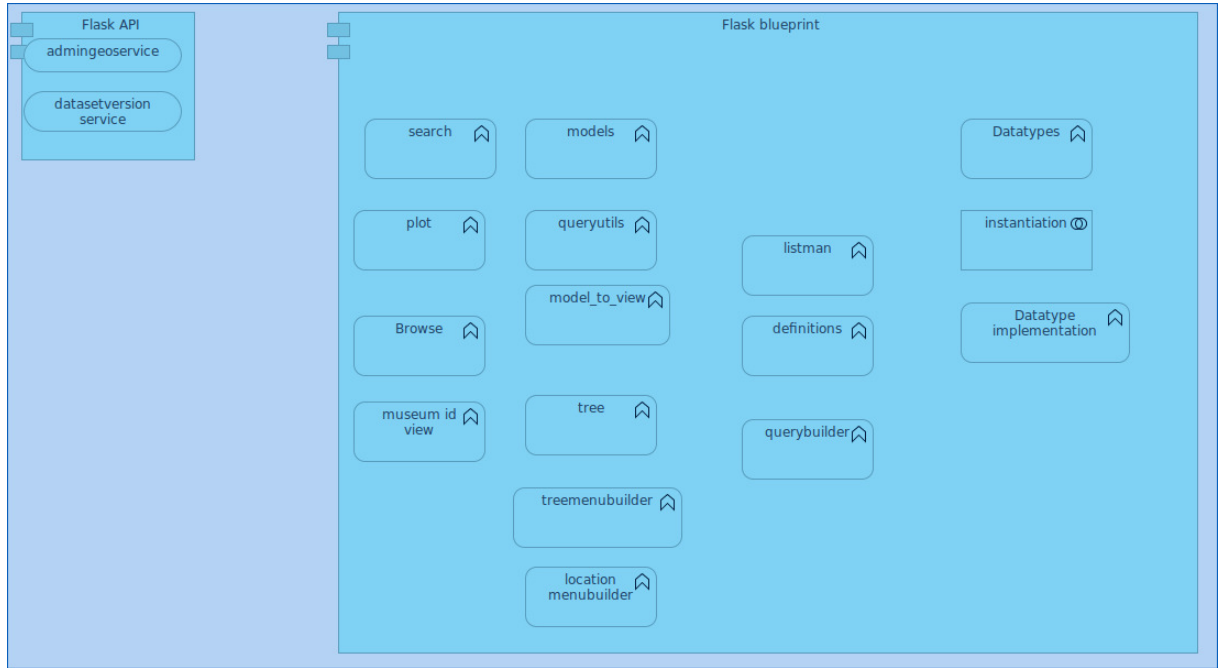 Flask API
admingeoservice
datasetversion
service
Flask blueprint
search
models
Datatypes
plot
queryutils
instantiation
listman
model_to_view
Browse
definitions
Datatype
implementation
museum id
view
tree
querybuilder
treemenubuilder
location
menubuilder